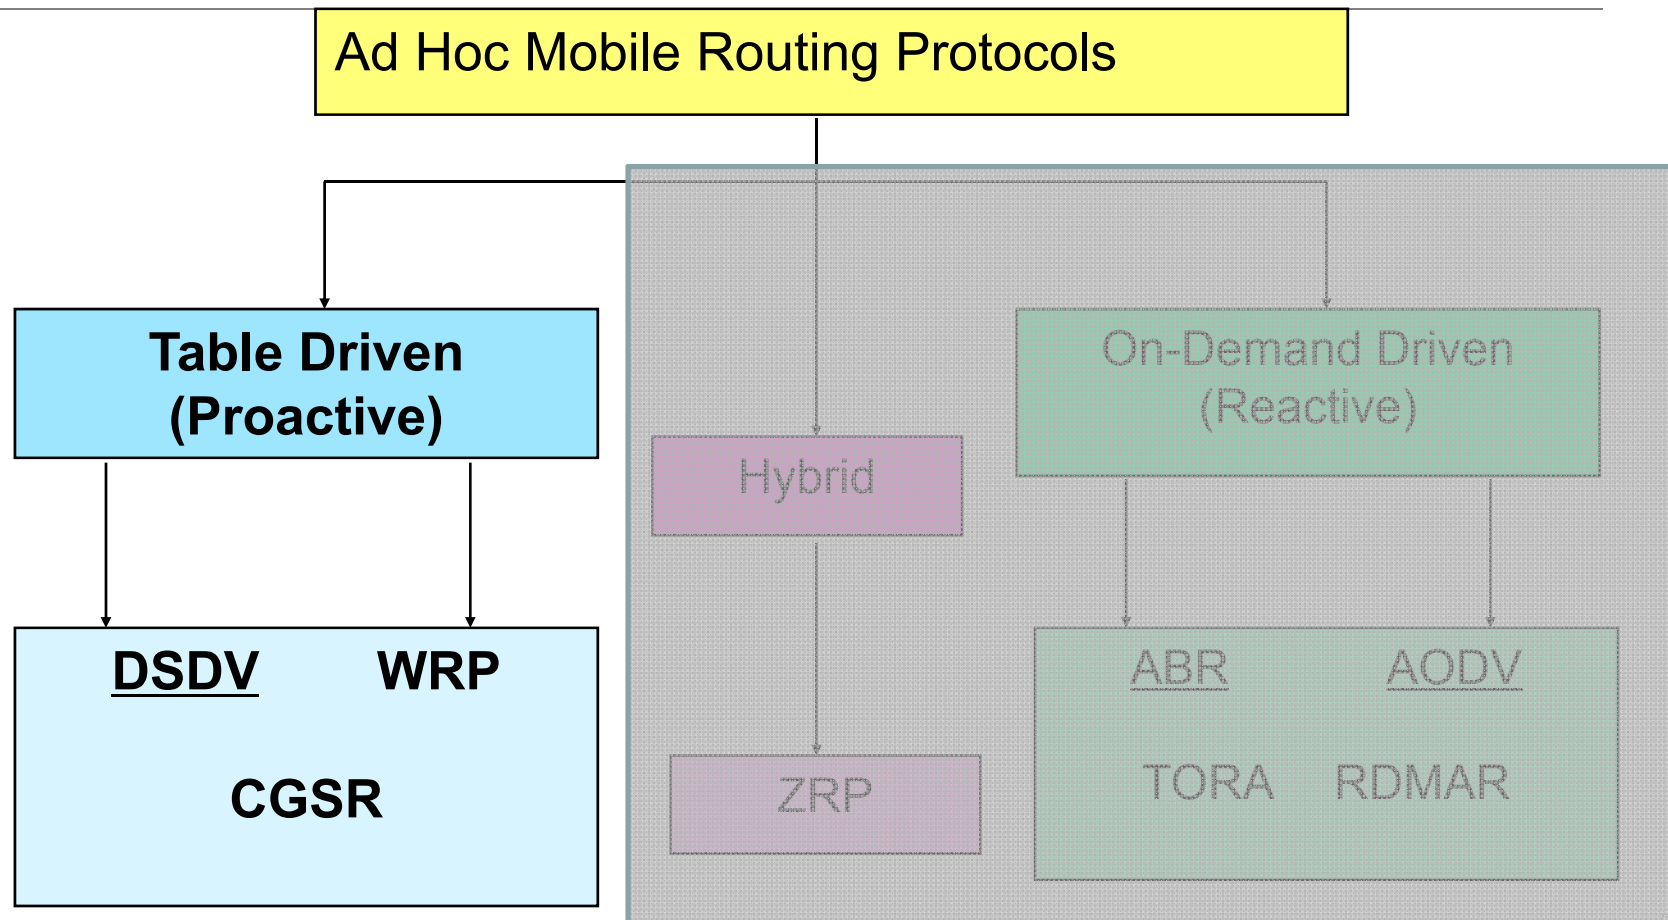 Ad Hoc Mobile Routing Protocols
Table Driven
(Proactive)
On-Demand Driven
(Reactive)
Hybrid
DSDV WRP
CGSR
ZRP
ABR AODV
TORA RDMAR